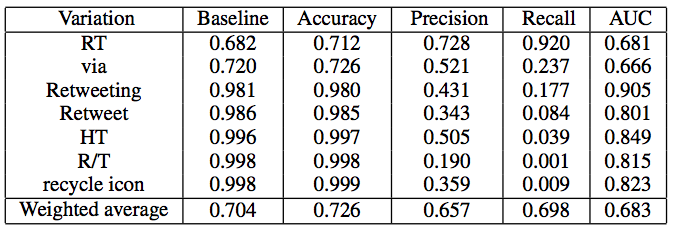 Variation Baseline Accuracy Precision Recall AUC
RT 0.682 0.712 0.728 0.920 0.681
via 0.720 0.726 0.521 0.237 0.666
Retweeting 0.981 0.980 0.431 0.177 0.905
Retweet 0.986 0.985 0.343 0.084 0.801
HT 0.996 0.997 0.505 0.039 0.849
R/T 0.998 0.998 0.190 0.001 0.815
recycle icon 0.998 0.999 0.359 0.009 0.823
Weighted average 0.704 0.726 0.657 0.698 0.683